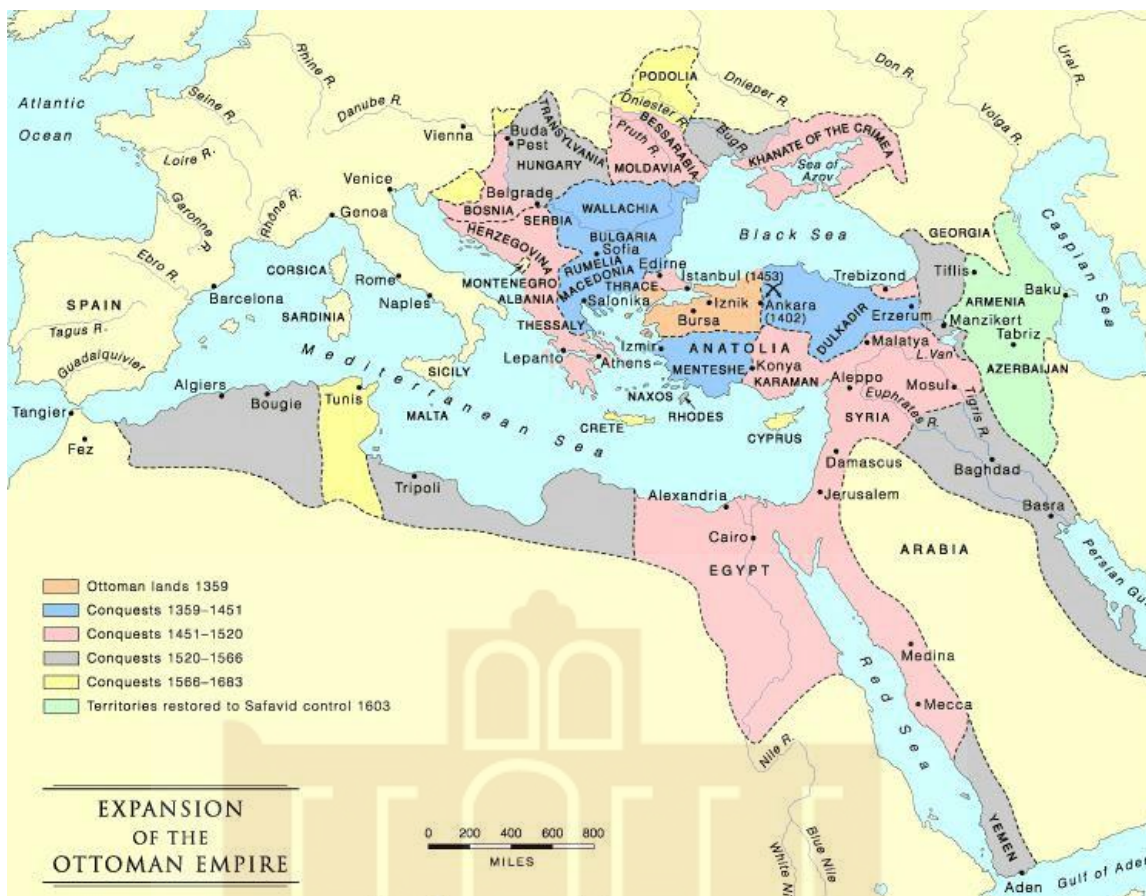 Atlantic
Ocean
Rhine R.
Seine R.
Loire R.
Garonne R.
Rhône R.
Danube R.
Vienna
Buda
Pest
TRANSYLVANIA
HUNGARY
PODOLIA
Dniester R.
Dnieper R.
Pruth R.
BESSARABIA
MOLDAVIA
Bug R.
KHANATE OF THE CRIMEA
Sea of
Azov
Don R.
Volga R.
Ural R.
Venice
Genoa
Belgrade
BOSNIA
SERBIA
HERZEGOVINA
WALLACHIA
BULGARIA
Sofia
RUMELIA
MACEDONIA
MONTENEGRO
ALBANIA
Salonika
THESSALY
Edirne
THRACE
Istanbul (1453)
Black Sea
GEORGIA
Tiflis
Caspian Sea
Trebizond
ARMENIA
Baku
Manzikert
Tabriz
AZERBAIJAN
Erzerum
Iznik
Bursa
Ankara
(1402)
DULKADIR
Malatya
L. Van
Izmir
ANATOLIA
MENTESHE
Konya
KARAMAN
Lepanto
Athens
NAXOS
RHODES
CRETE
CYPRUS
Aleppo
Mosul
SYRIA
Euphrates R.
Tigris R.
Damascus
Jerusalem
Baghdad
Basra
Persian Gu
ARABIA
Ebro R.
SPAIN
Tagus R.
Guadalquivier
Barcelona
CORSICA
SARDINIA
Rome
Naples
SICILY
MALTA
Mediterranean Sea
Tangier
Fez
Algiers
Bougie
Tunis
Tripoli
Alexandria
Cairo
EGYPT
Red Sea
Medina
Mecca
Nile R.
White Ni
Blue Nile
YEMEN
Aden
Gulf of Aden
Ottoman lands 1359
Conquests 1359–1451
Conquests 1451–1520
Conquests 1520–1566
Conquests 1566–1683
Territories restored to Safavid control 1603
EXPANSION
OF THE
OTTOMAN EMPIRE
0 200 400 600 800
MILES